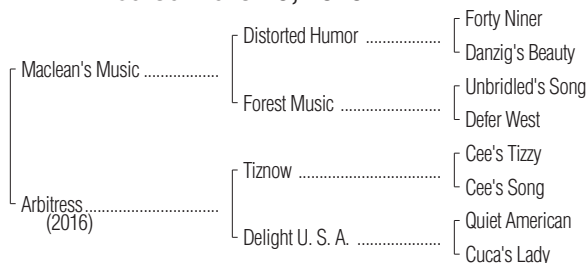 Forty Niner
Distorted Humor ....................
Danzig's Beauty
Maclean's Music ....................
Unbridled's Song
Forest Music ..........................
Defer West
Cee's Tizzy
Tiznow ....................................
Cee's Song
Arbitress....................................
(2016)
Quiet American
Delight U. S. A. ......................
Cuca's Lady